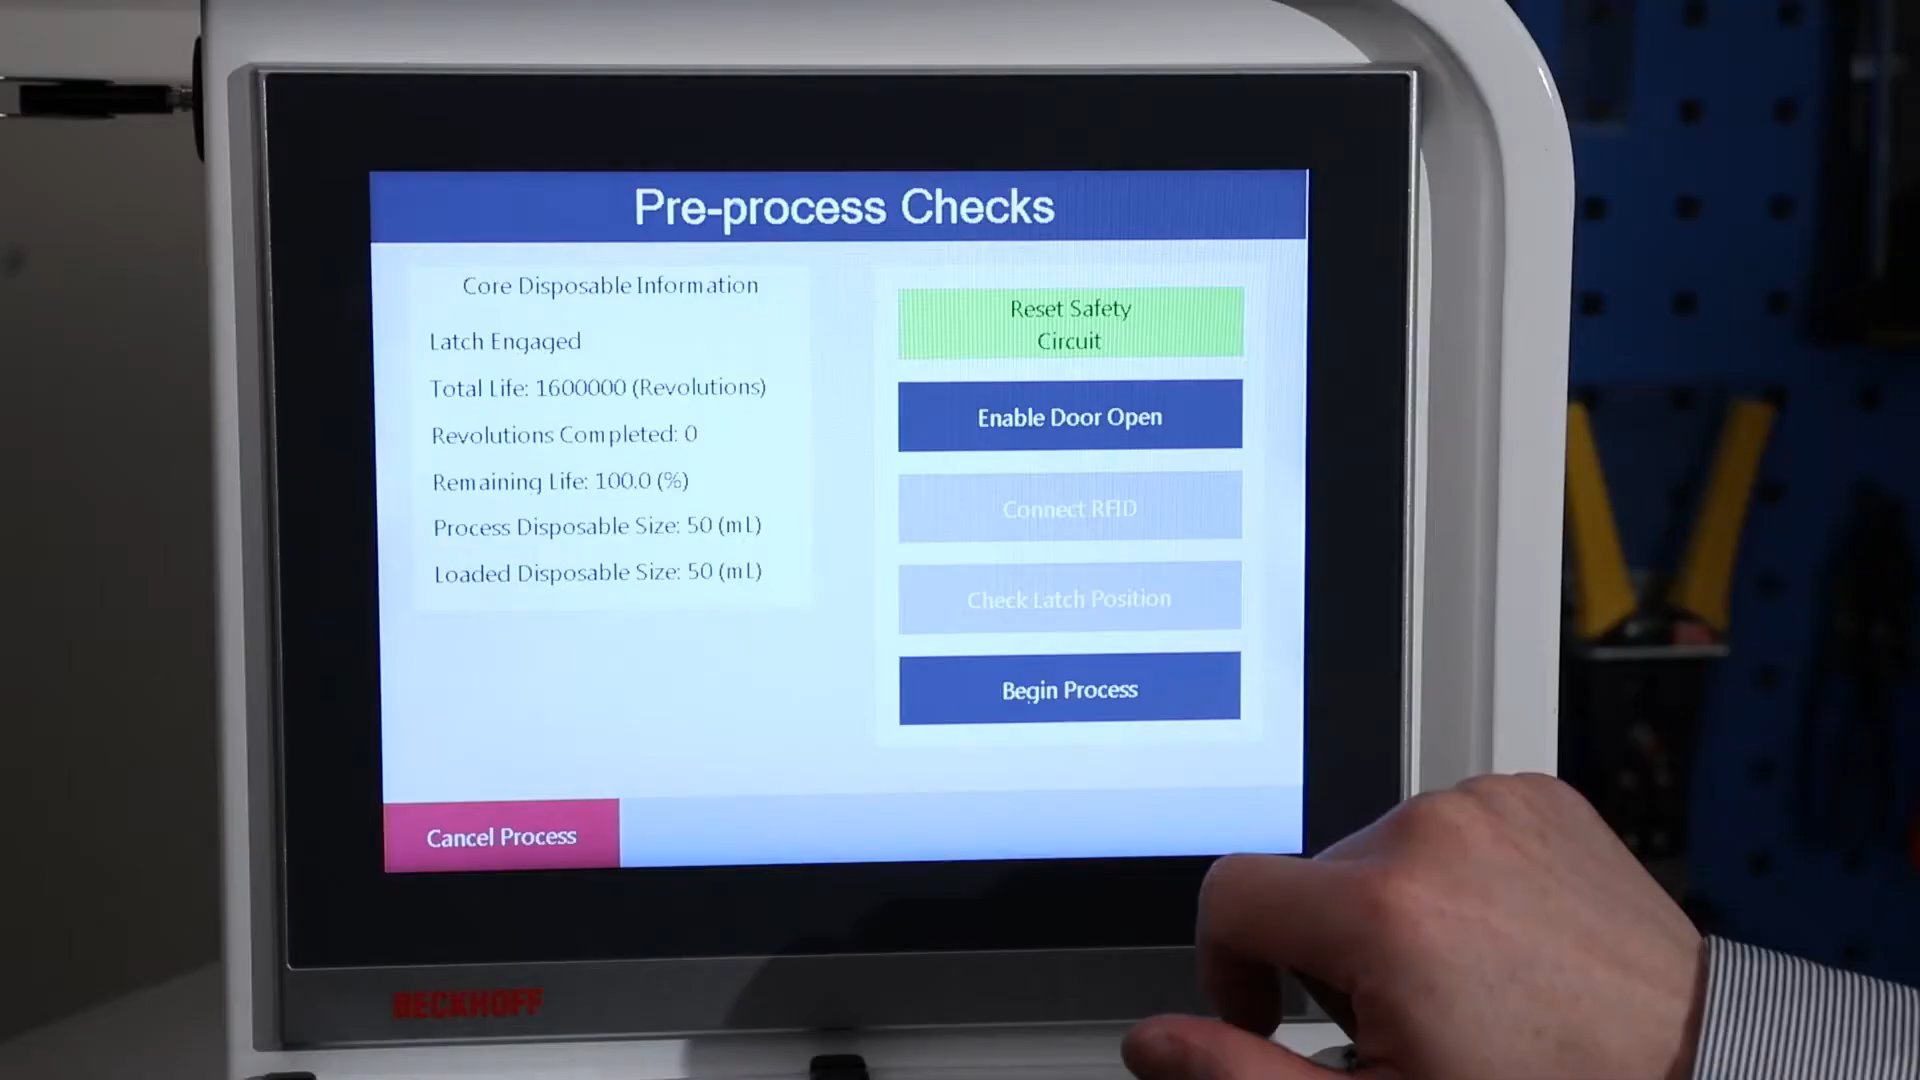 Pre-process Checks
Core Disposable Information
Latch Engaged
Total Life: 1600000 (Revolutions)
Revolutions Completed: 0
Remaining Life: 100.0 (%)
Process Disposable Size: 50 (mL)
Loaded Disposable Size: 50 (mL)
Reset Safety
Circuit
Enable Door Open
Connect RFID
Check Latch Position
Begin Process
Cancel Process
BECKHOFF